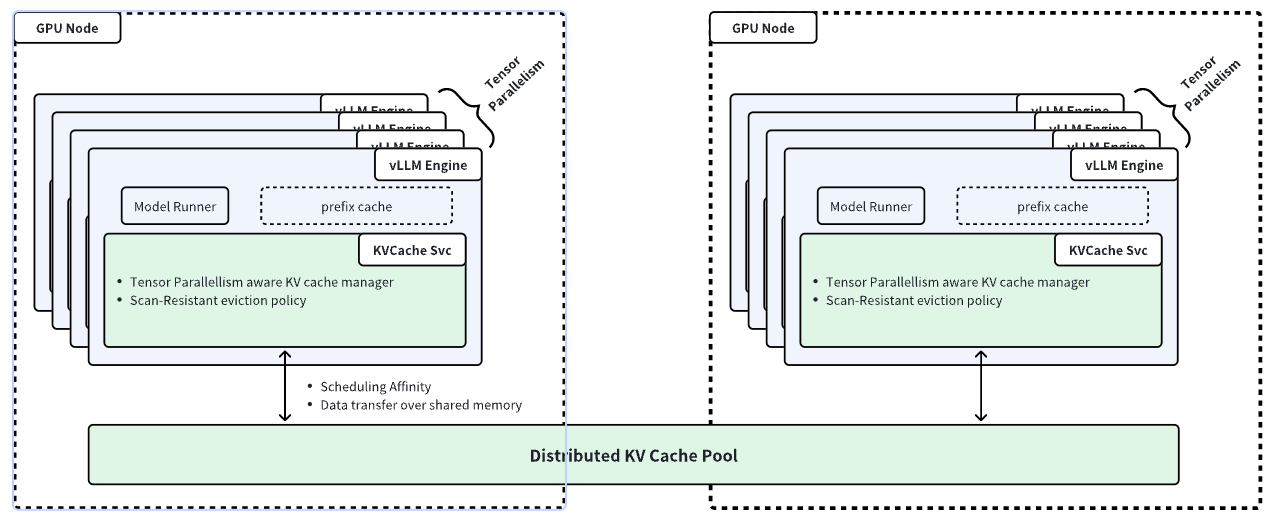 GPU Node
Tensor
Parallelism
vLLM Engine
vLLM Engine
vLLM Engine
vLLM Engine
Model Runner
prefix cache
KVCache Svc
• Tensor Parallellism aware KV cache manager
• Scan-Resistant eviction policy
• Scheduling Affinity
• Data transfer over shared memory
GPU Node
Tensor
Parallelism
vLLM Engine
vLLM Engine
vLLM Engine
vLLM Engine
Model Runner
prefix cache
KVCache Svc
• Tensor Parallellism aware KV cache manager
• Scan-Resistant eviction policy
Distributed KV Cache Pool